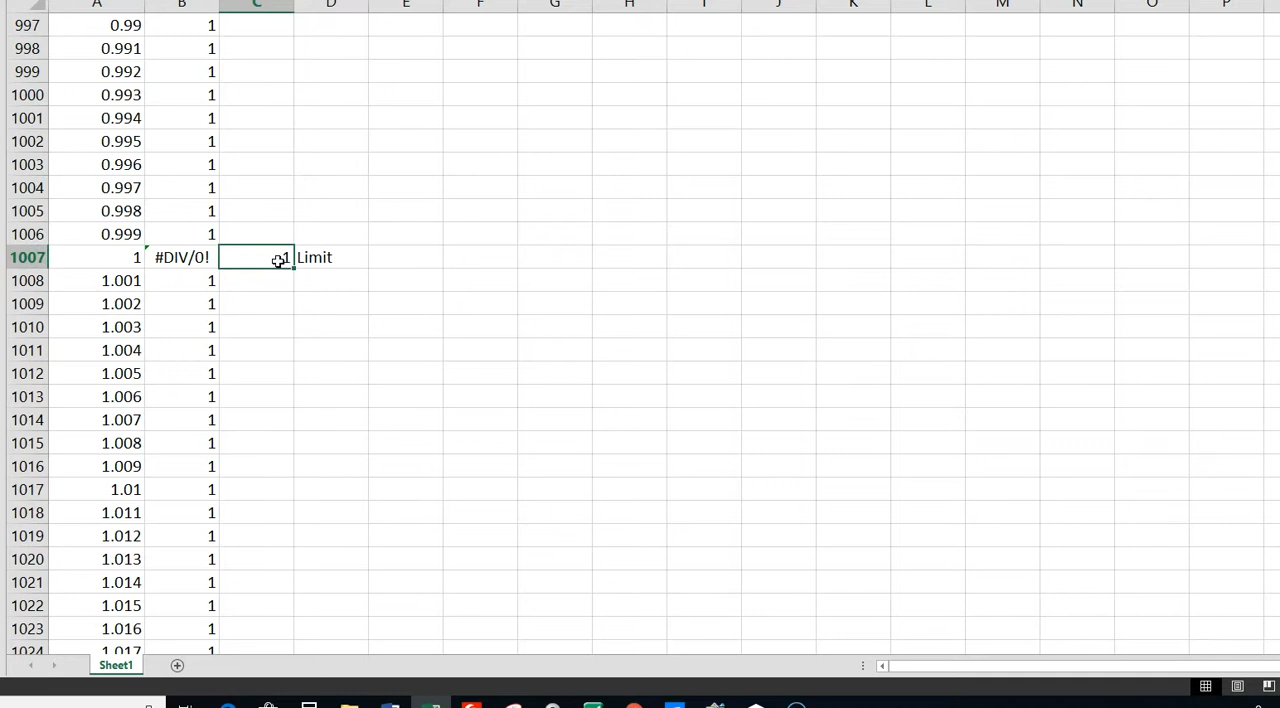 A B C D E F G H I J K L M N O P
997 0.99 1
998 0.991 1
999 0.992 1
1000 0.993 1
1001 0.994 1
1002 0.995 1
1003 0.996 1
1004 0.997 1
1005 0.998 1
1006 0.999 1
1007 1 #DIV/0! 1 Limit
1008 1.001 1
1009 1.002 1
1010 1.003 1
1011 1.004 1
1012 1.005 1
1013 1.006 1
1014 1.007 1
1015 1.008 1
1016 1.009 1
1017 1.01 1
1018 1.011 1
1019 1.012 1
1020 1.013 1
1021 1.014 1
1022 1.015 1
1023 1.016 1
1024 1.017 1
Sheet1